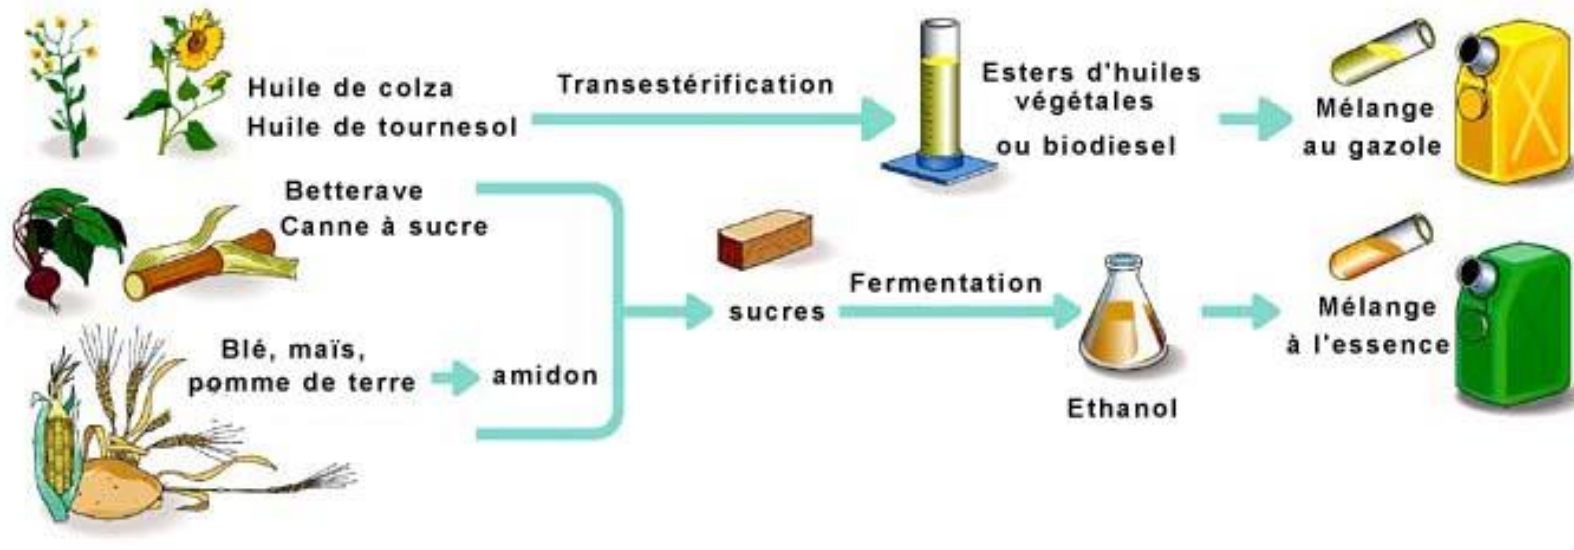 Huile de colza
Huile de tournesol
Transestérification
Esters d'huiles
végétales
ou biodiesel
Mélange
au gazole
Betterave
Canne à sucre
Blé, maïs,
pomme de terre
amidon
sucres
Fermentation
Ethanol
Mélange
à l'essence